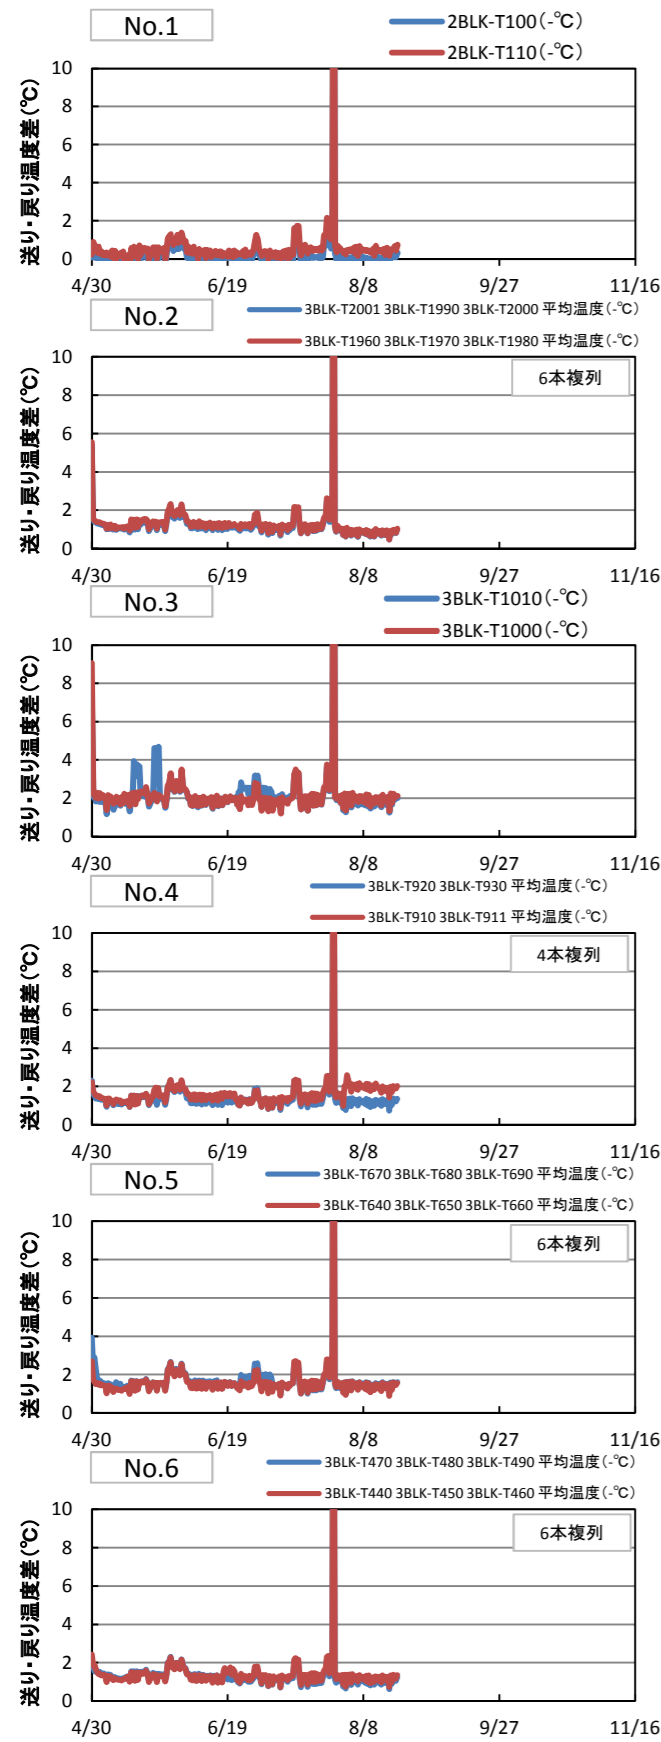 No.1
2BLK-T100(-℃)
2BLK-T110(-℃)
送り・戻り温度差(℃)
10
8
6
4
2
0
4/30 6/19 8/8 9/27 11/16
No.2
3BLK-T2001 3BLK-T1990 3BLK-T2000 平均温度(-℃)
3BLK-T1960 3BLK-T1970 3BLK-T1980 平均温度(-℃)
6本複列
送り・戻り温度差(℃)
10
8
6
4
2
0
4/30 6/19 8/8 9/27 11/16
No.3
3BLK-T1010(-℃)
3BLK-T1000(-℃)
送り・戻り温度差(℃)
10
8
6
4
2
0
4/30 6/19 8/8 9/27 11/16
No.4
3BLK-T920 3BLK-T930 平均温度(-℃)
3BLK-T910 3BLK-T911 平均温度(-℃)
4本複列
送り・戻り温度差(℃)
10
8
6
4
2
0
4/30 6/19 8/8 9/27 11/16
No.5
3BLK-T670 3BLK-T680 3BLK-T690 平均温度(-℃)
3BLK-T640 3BLK-T650 3BLK-T660 平均温度(-℃)
6本複列
送り・戻り温度差(℃)
10
8
6
4
2
0
4/30 6/19 8/8 9/27 11/16
No.6
3BLK-T470 3BLK-T480 3BLK-T490 平均温度(-℃)
3BLK-T440 3BLK-T450 3BLK-T460 平均温度(-℃)
6本複列
送り・戻り温度差(℃)
10
8
6
4
2
0
4/30 6/19 8/8 9/27 11/16